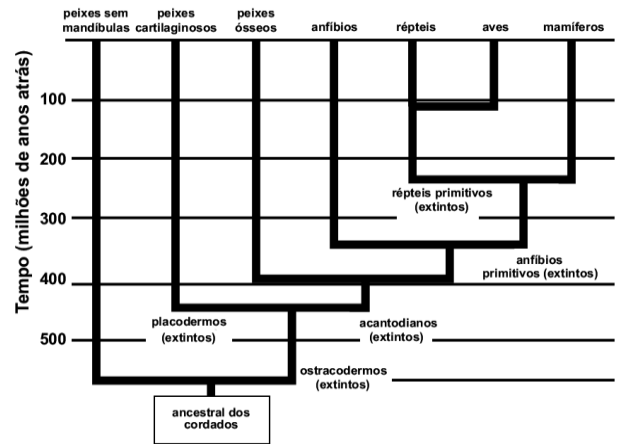 peixes sem
mandíbulas
peixes
cartilaginosos
peixes
ósseos
anfíbios
répteis
aves
mamíferos
Tempo (milhões de anos atrás)
100
200
300
400
500
répteis primitivos
(extintos)
anfíbios
primitivos (extintos)
placodermos
(extintos)
acantodianos
(extintos)
ostracodermos
(extintos)
ancestral dos
cordados